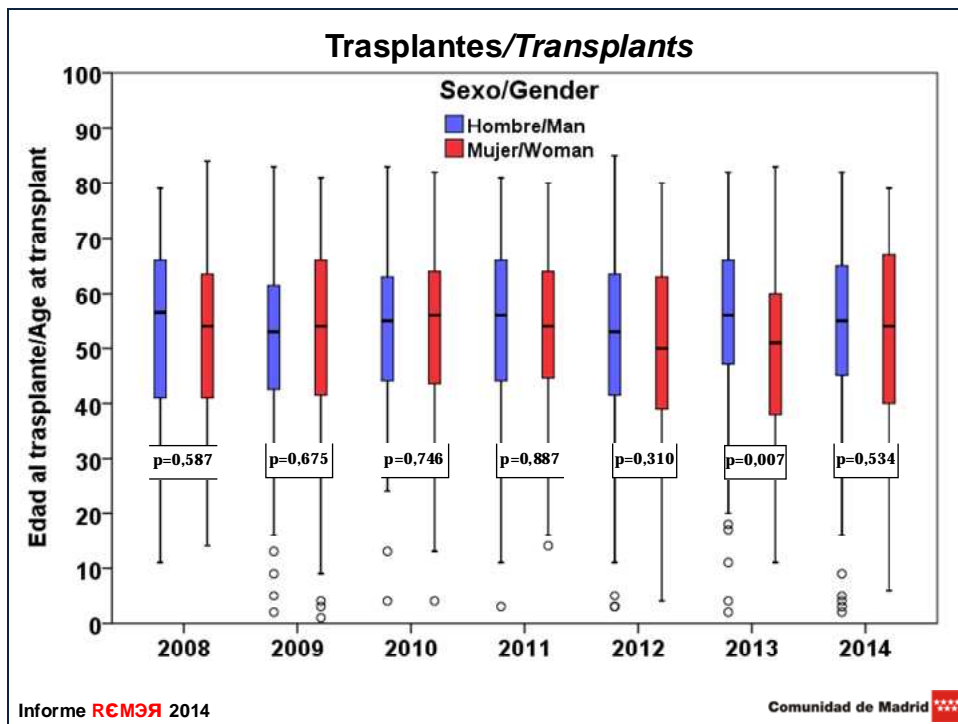 Trasplantes/Transplants
Sexo/Gender
Hombre/Man
Mujer/Woman
Edad al trasplante/Age at transplant
100
90
80
70
60
50
40
30
20
10
0
p=0,587
p=0,675
p=0,746
p=0,887
p=0,310
p=0,007
p=0,534
2008
2009
2010
2011
2012
2013
2014
Informe RЄMЭЯ 2014
Comunidad de Madrid